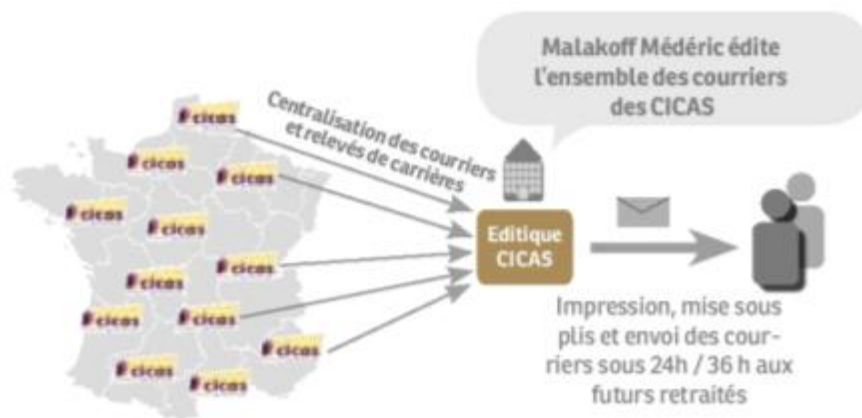 Malakoff Médéric édite
l'ensemble des courriers
des CICAS
Centralisation des courriers
et relevés de carrières
cicas
cicas
cicas
cicas
cicas
cicas
cicas
cicas
cicas
cicas
cicas
cicas
Editique
CICAS
Impression, mise sous
plis et envoi des cour-
riers sous 24h / 36 h aux
futurs retraités